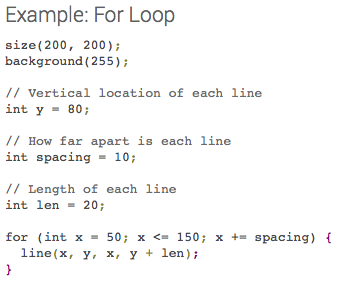 Example: For Loop
size(200, 200);
background(255);
// Vertical location of each line
int y = 80;
// How far apart is each line
int spacing = 10;
// Length of each line
int len = 20;
for (int x = 50; x <= 150; x += spacing) {
  line(x, y, x, y + len);
}